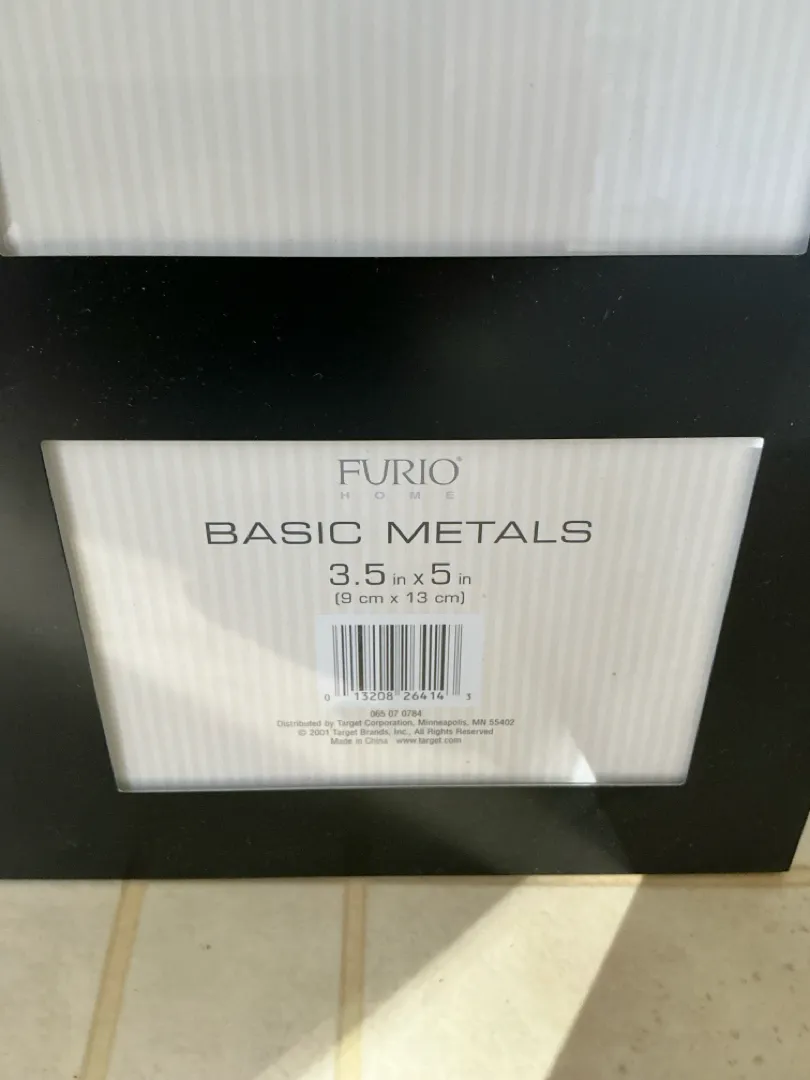 FURIO®
HOME
BASIC METALS
3.5 in x 5 in
(9 cm x 13 cm)
0 13208 26414 3
065 07 0784
Distributed by Target Corporation, Minneapolis, MN 55402
© 2001 Target Brands, Inc., All Rights Reserved
Made in China www.target.com